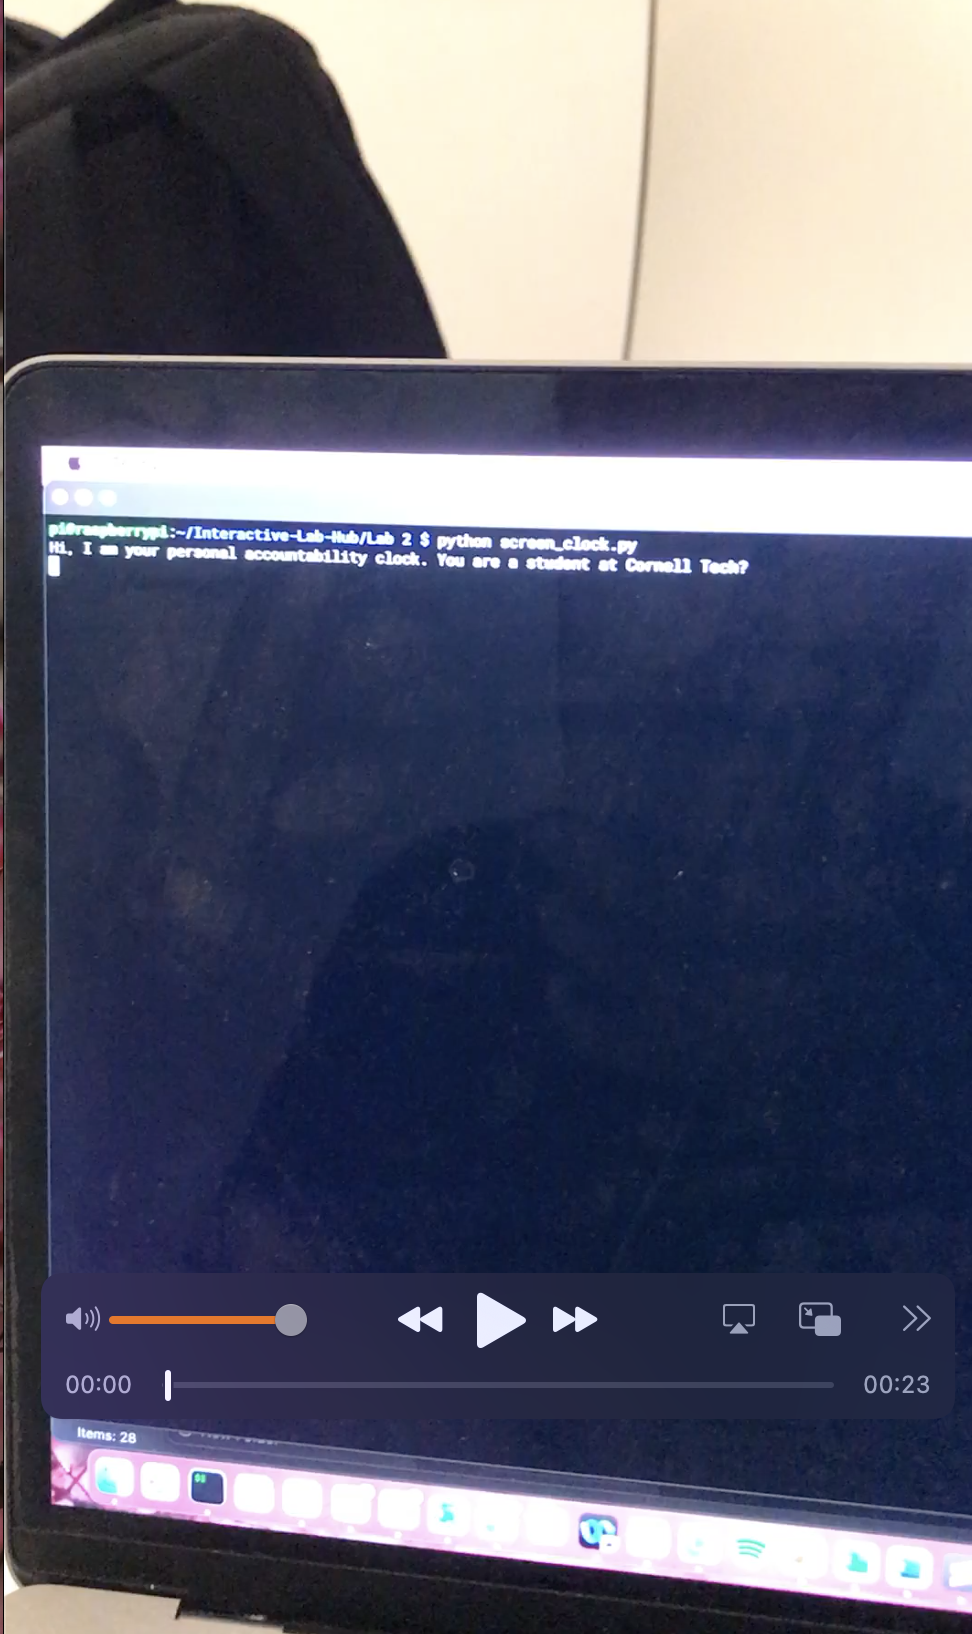 pi@raspberrypi:~/Interactive-Lab-Hub/Lab 2 $ python screen_clock.py
Hi, I am your personal accountability clock. You are a student at Cornell Tech?
00:00
00:23
Items: 28